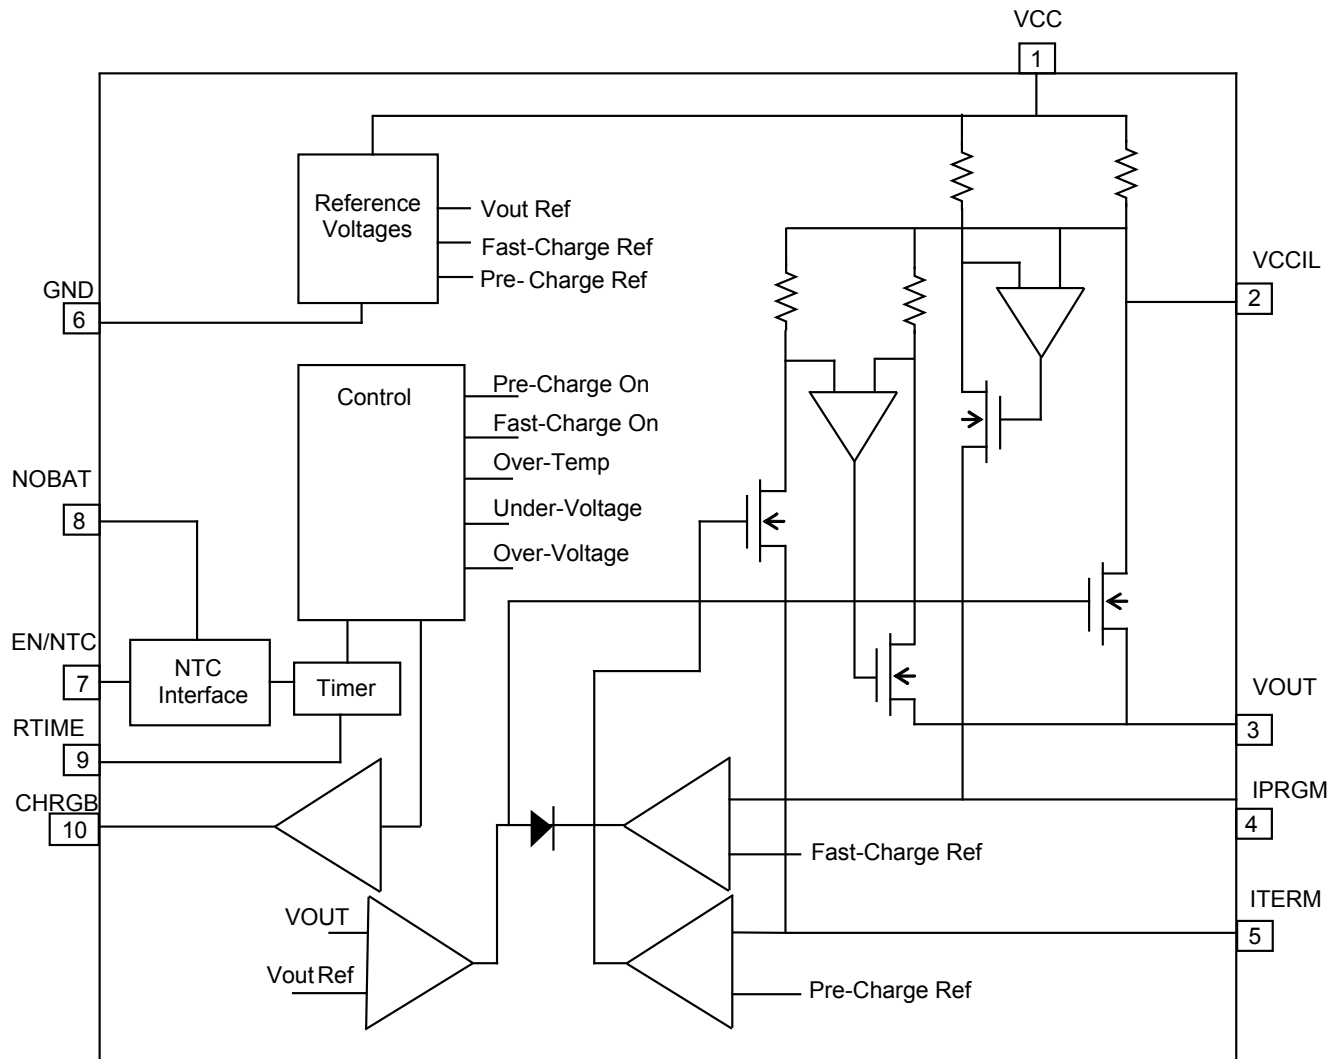 VCC
1
Reference
Voltages
Vout Ref
Fast-Charge Ref
Pre-Charge Ref
GND
6
VCCIL
2
Control
Pre-Charge On
Fast-Charge On
Over-Temp
Under-Voltage
Over-Voltage
NOBAT
8
EN/NTC
7
NTC
Interface
Timer
RTIME
9
CHRGB
10
VOUT
3
IPRGM
4
Fast-Charge Ref
ITERM
5
VOUT
Vout Ref
Pre-Charge Ref